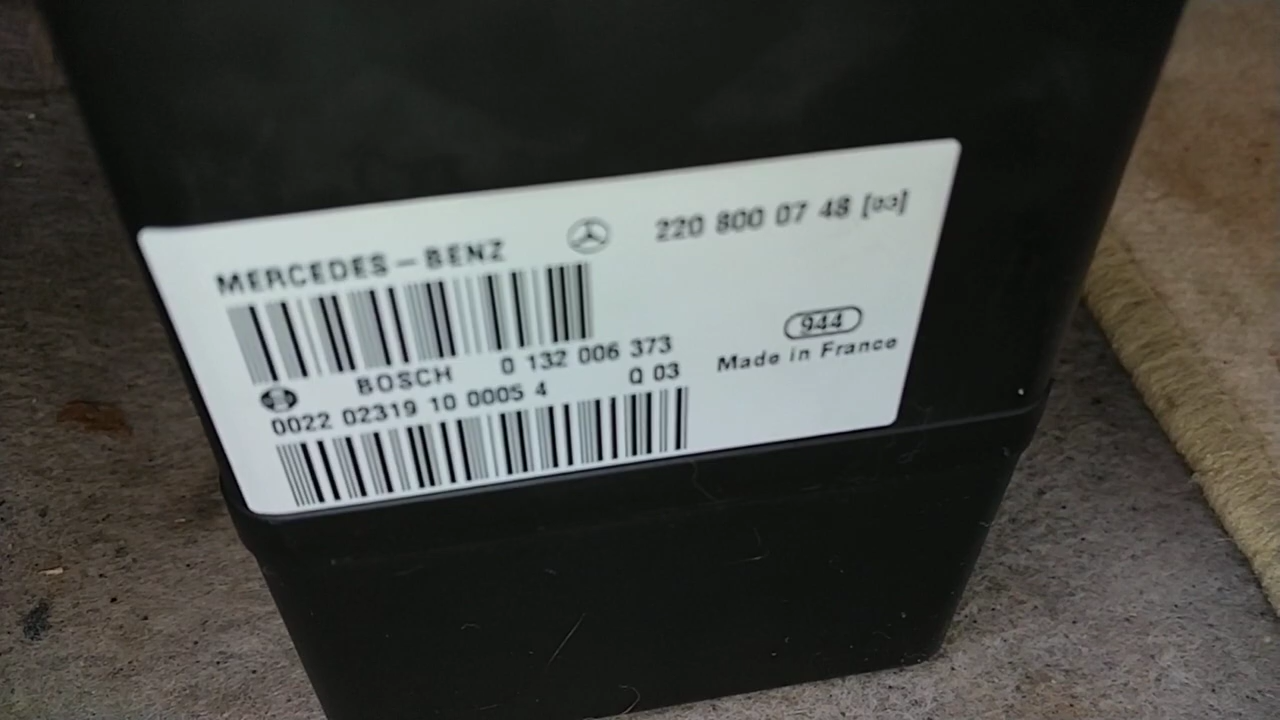 MERCEDES-BENZ 220 800 07 48 [03]
BOSCH 0 132 006 373
0022 02319 10 0005 4 Q 03
944
Made in France